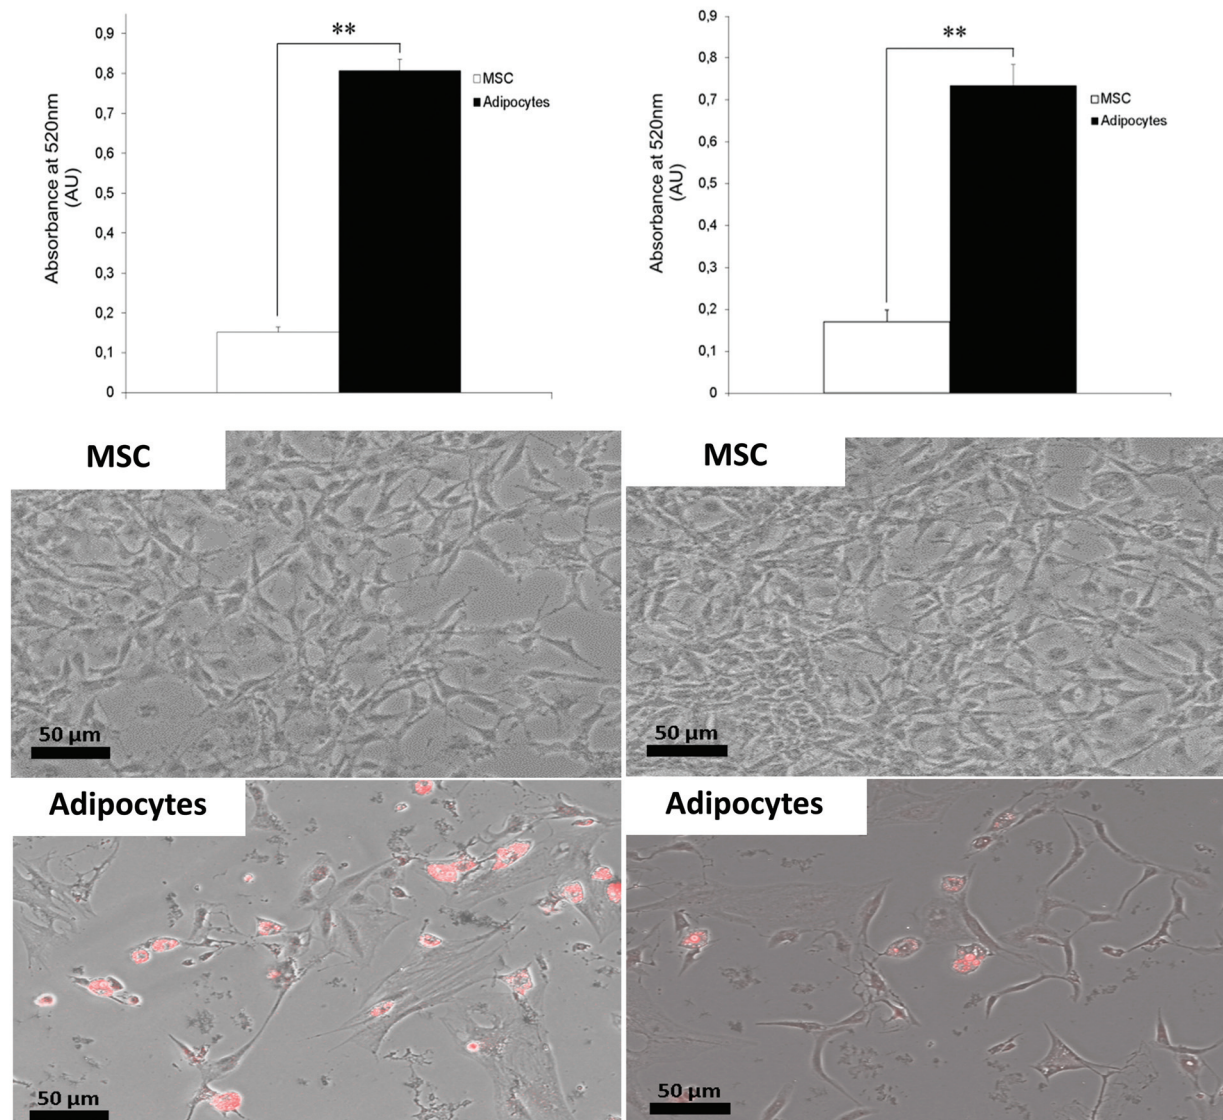 **
0,9
0,8
0,7
0,6
0,5
0,4
0,3
0,2
0,1
0
Absorbance at 520nm
(AU)
MSC
Adipocytes
**
0,9
0,8
0,7
0,6
0,5
0,4
0,3
0,2
0,1
0
Absorbance at 520nm
(AU)
MSC
Adipocytes
MSC
50 µm
MSC
50 µm
Adipocytes
50 µm
Adipocytes
50 µm